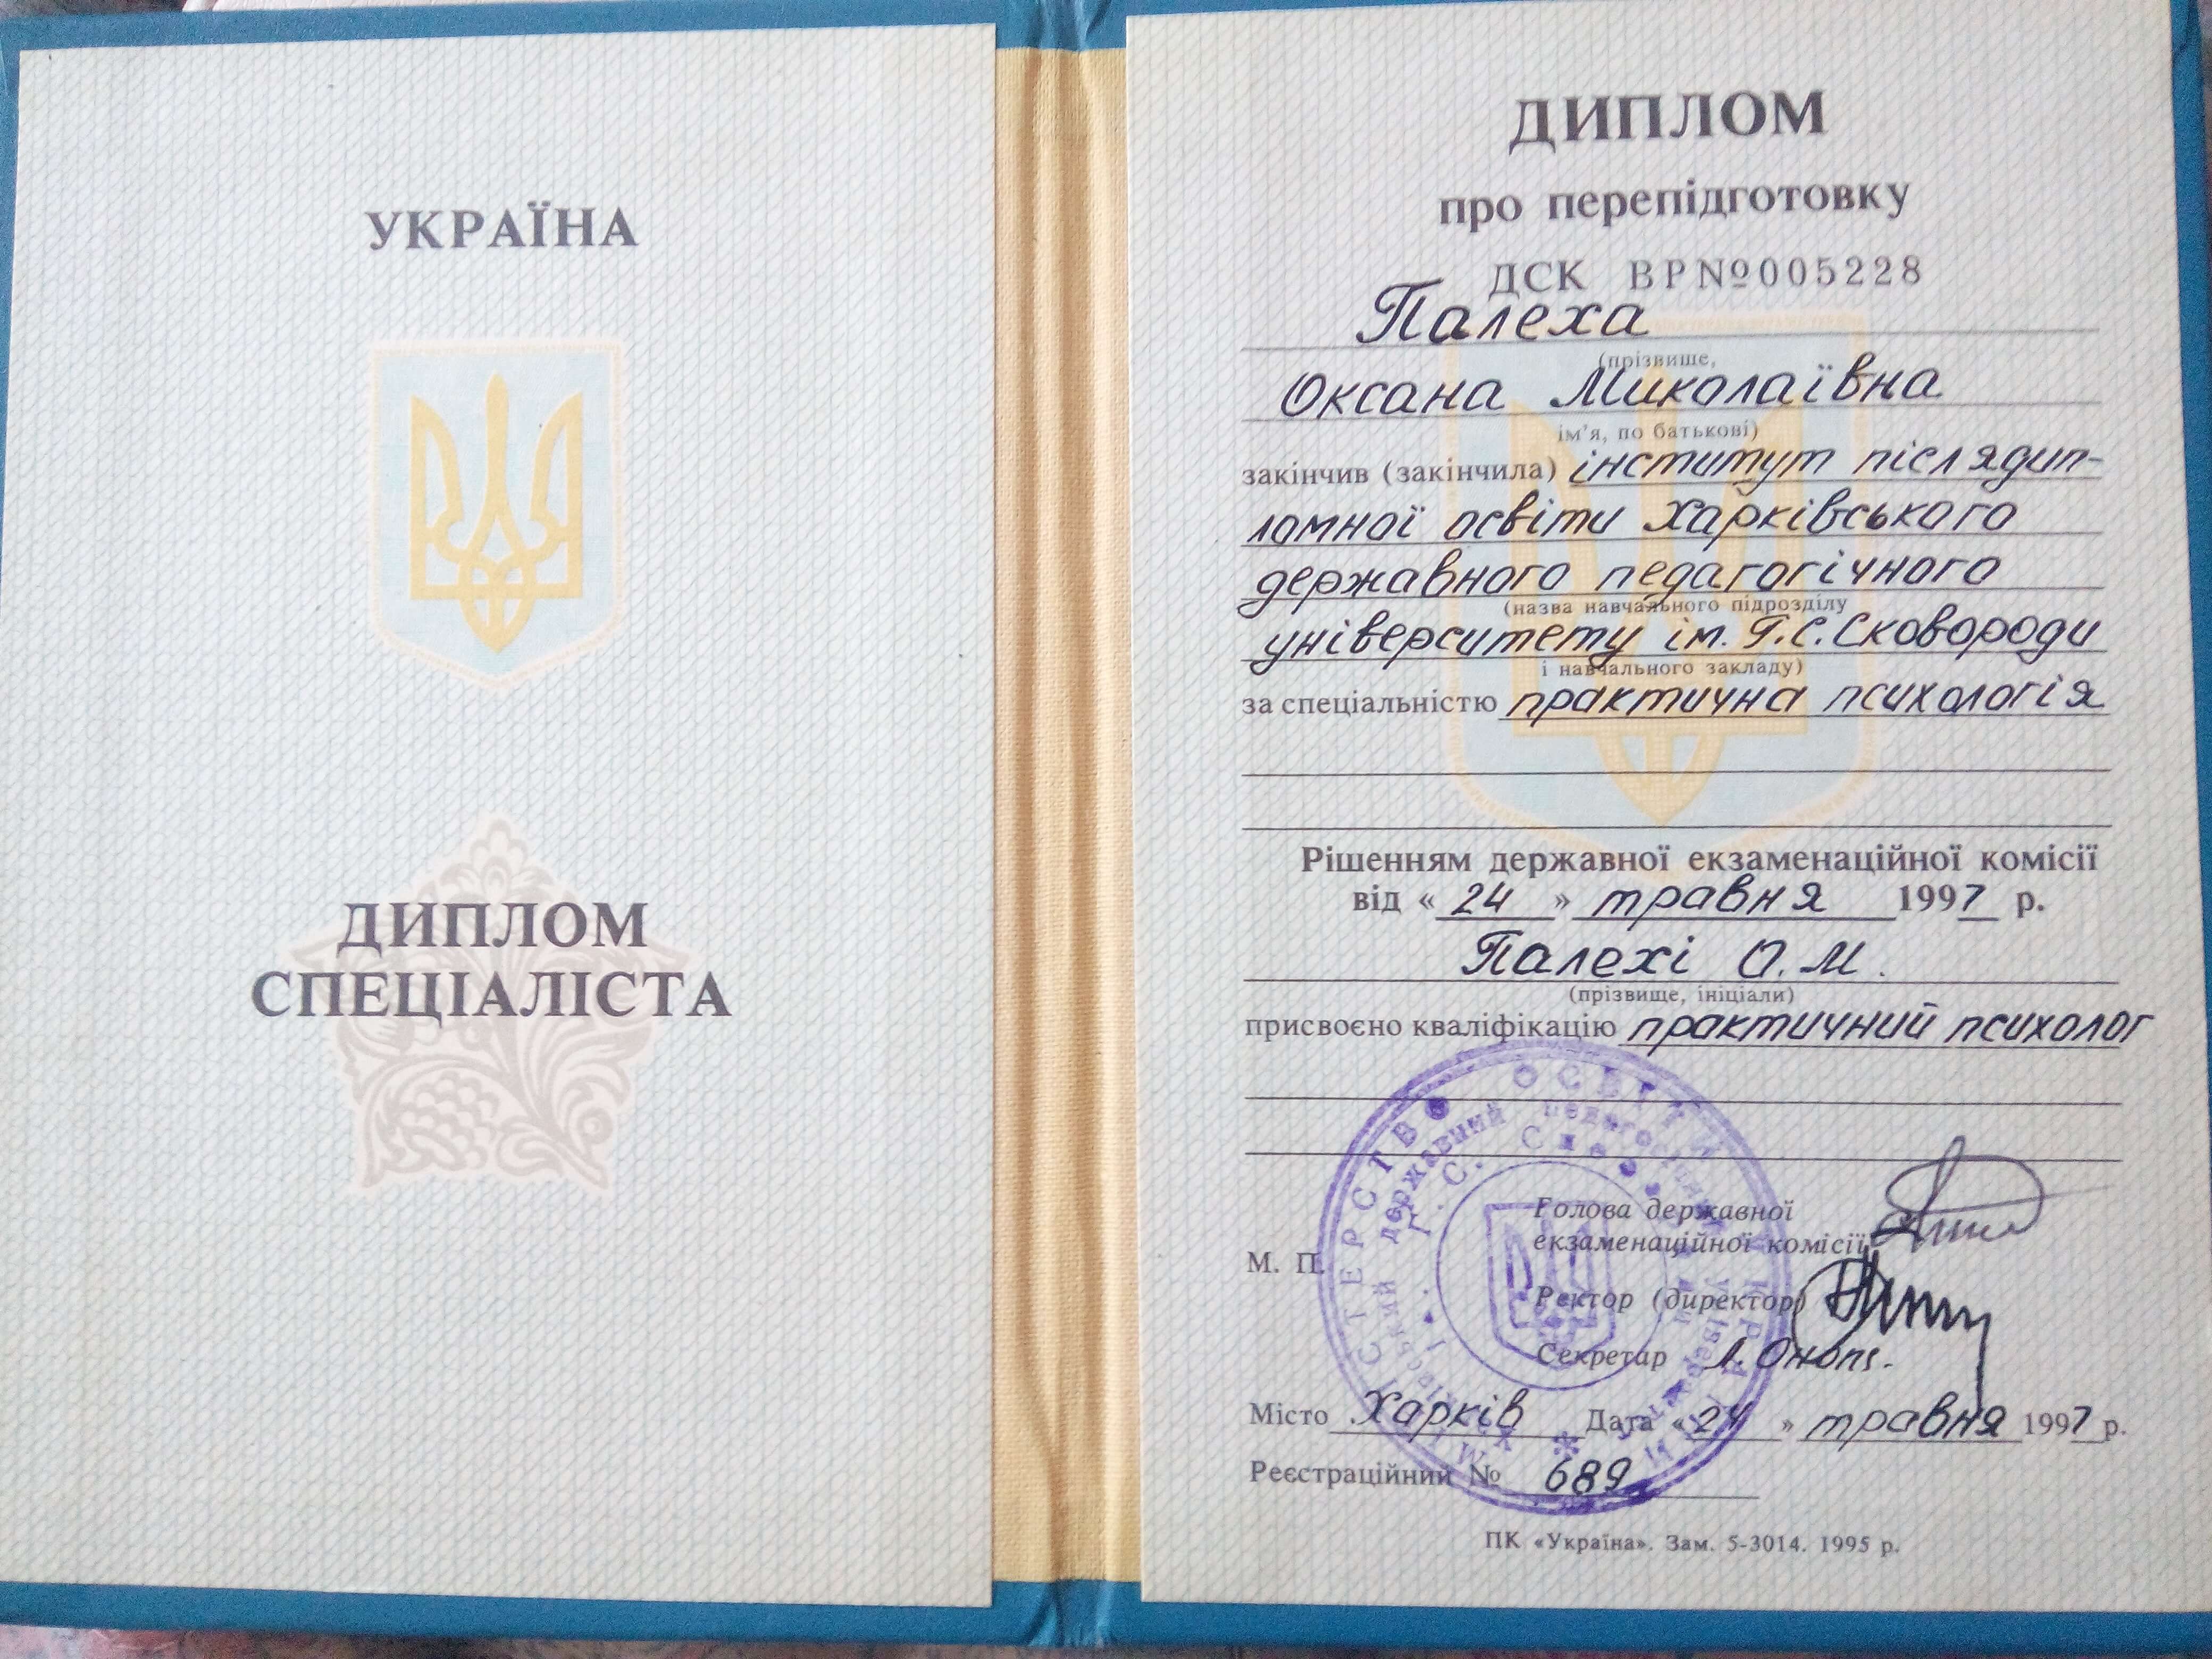 УКРАЇНА
ДИПЛОМ
СПЕЦІАЛІСТА
ДИПЛОМ
про перепідготовку
ДСК ВР№005228
Палеха
(прізвище,
Оксана Миколаївна
ім'я, по батькові)
закінчив (закінчила) інститут післядип-
ломної освіти Харківського
державного педагогічного
(назва навчального підрозділу
університету ім. Г.С.Сковороди
і навчального закладу)
за спеціальністю практична психологія
Рішенням державної екзаменаційної комісії
від « 24 » травня 1997 р.
Палехі О.М.
(прізвище, ініціали)
присвоєно кваліфікацію практичний психолог
Голова державної
екзаменаційної комісії
М. П.
Ректор (директор)
Секретар
Місто Харків Дата « 24 » травня 1997 р.
Реєстраційний № 689
ПК «Україна». Зам. 5-3014. 1995 р.
МІНІСТЕРСТВО ОСВІТИ УКРАЇНИ